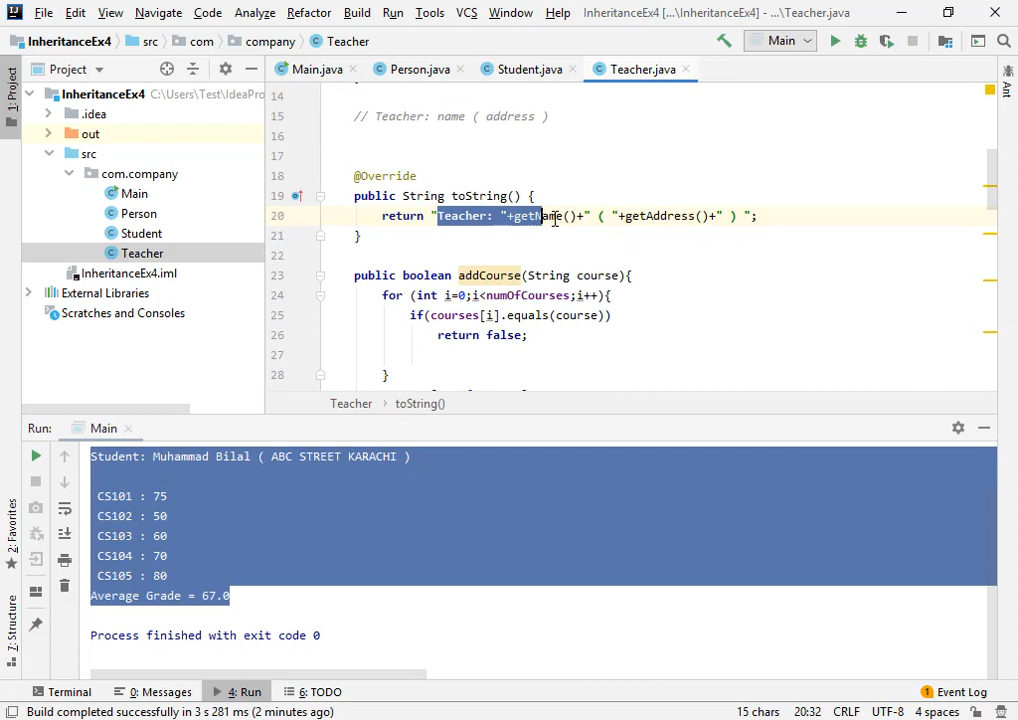 File Edit View Navigate Code Analyze Refactor Build Run Tools VCS Window Help InheritanceEx4 [...\InheritanceEx4] - ...\Teacher.java
InheritanceEx4 src com company Teacher Main
1: Project
Project
Main.java Person.java Student.java Teacher.java
Ant
InheritanceEx4 C:\Users\Test\IdeaPro
.idea
out
src
com.company
Main
Person
Student
Teacher
InheritanceEx4.iml
External Libraries
Scratches and Consoles
14
15 // Teacher: name ( address )
16
17
18 @Override
19 public String toString() {
20 return "Teacher: "+getName()+" ( "+getAddress()+" ) ";
21 }
22
23 public boolean addCourse(String course){
24 for (int i=0;i<numOfCourses;i++){
25 if(courses[i].equals(course))
26 return false;
27
28 }
Teacher › toString()
Run: Main
Student: Muhammad Bilal ( ABC STREET KARACHI )
CS101 : 75
CS102 : 50
CS103 : 60
CS104 : 70
CS105 : 80
Average Grade = 67.0
Process finished with exit code 0
2: Favorites
7: Structure
Terminal 0: Messages 4: Run 6: TODO 1 Event Log
Build completed successfully in 3 s 281 ms (2 minutes ago) 15 chars 20:32 CRLF UTF-8 4 spaces